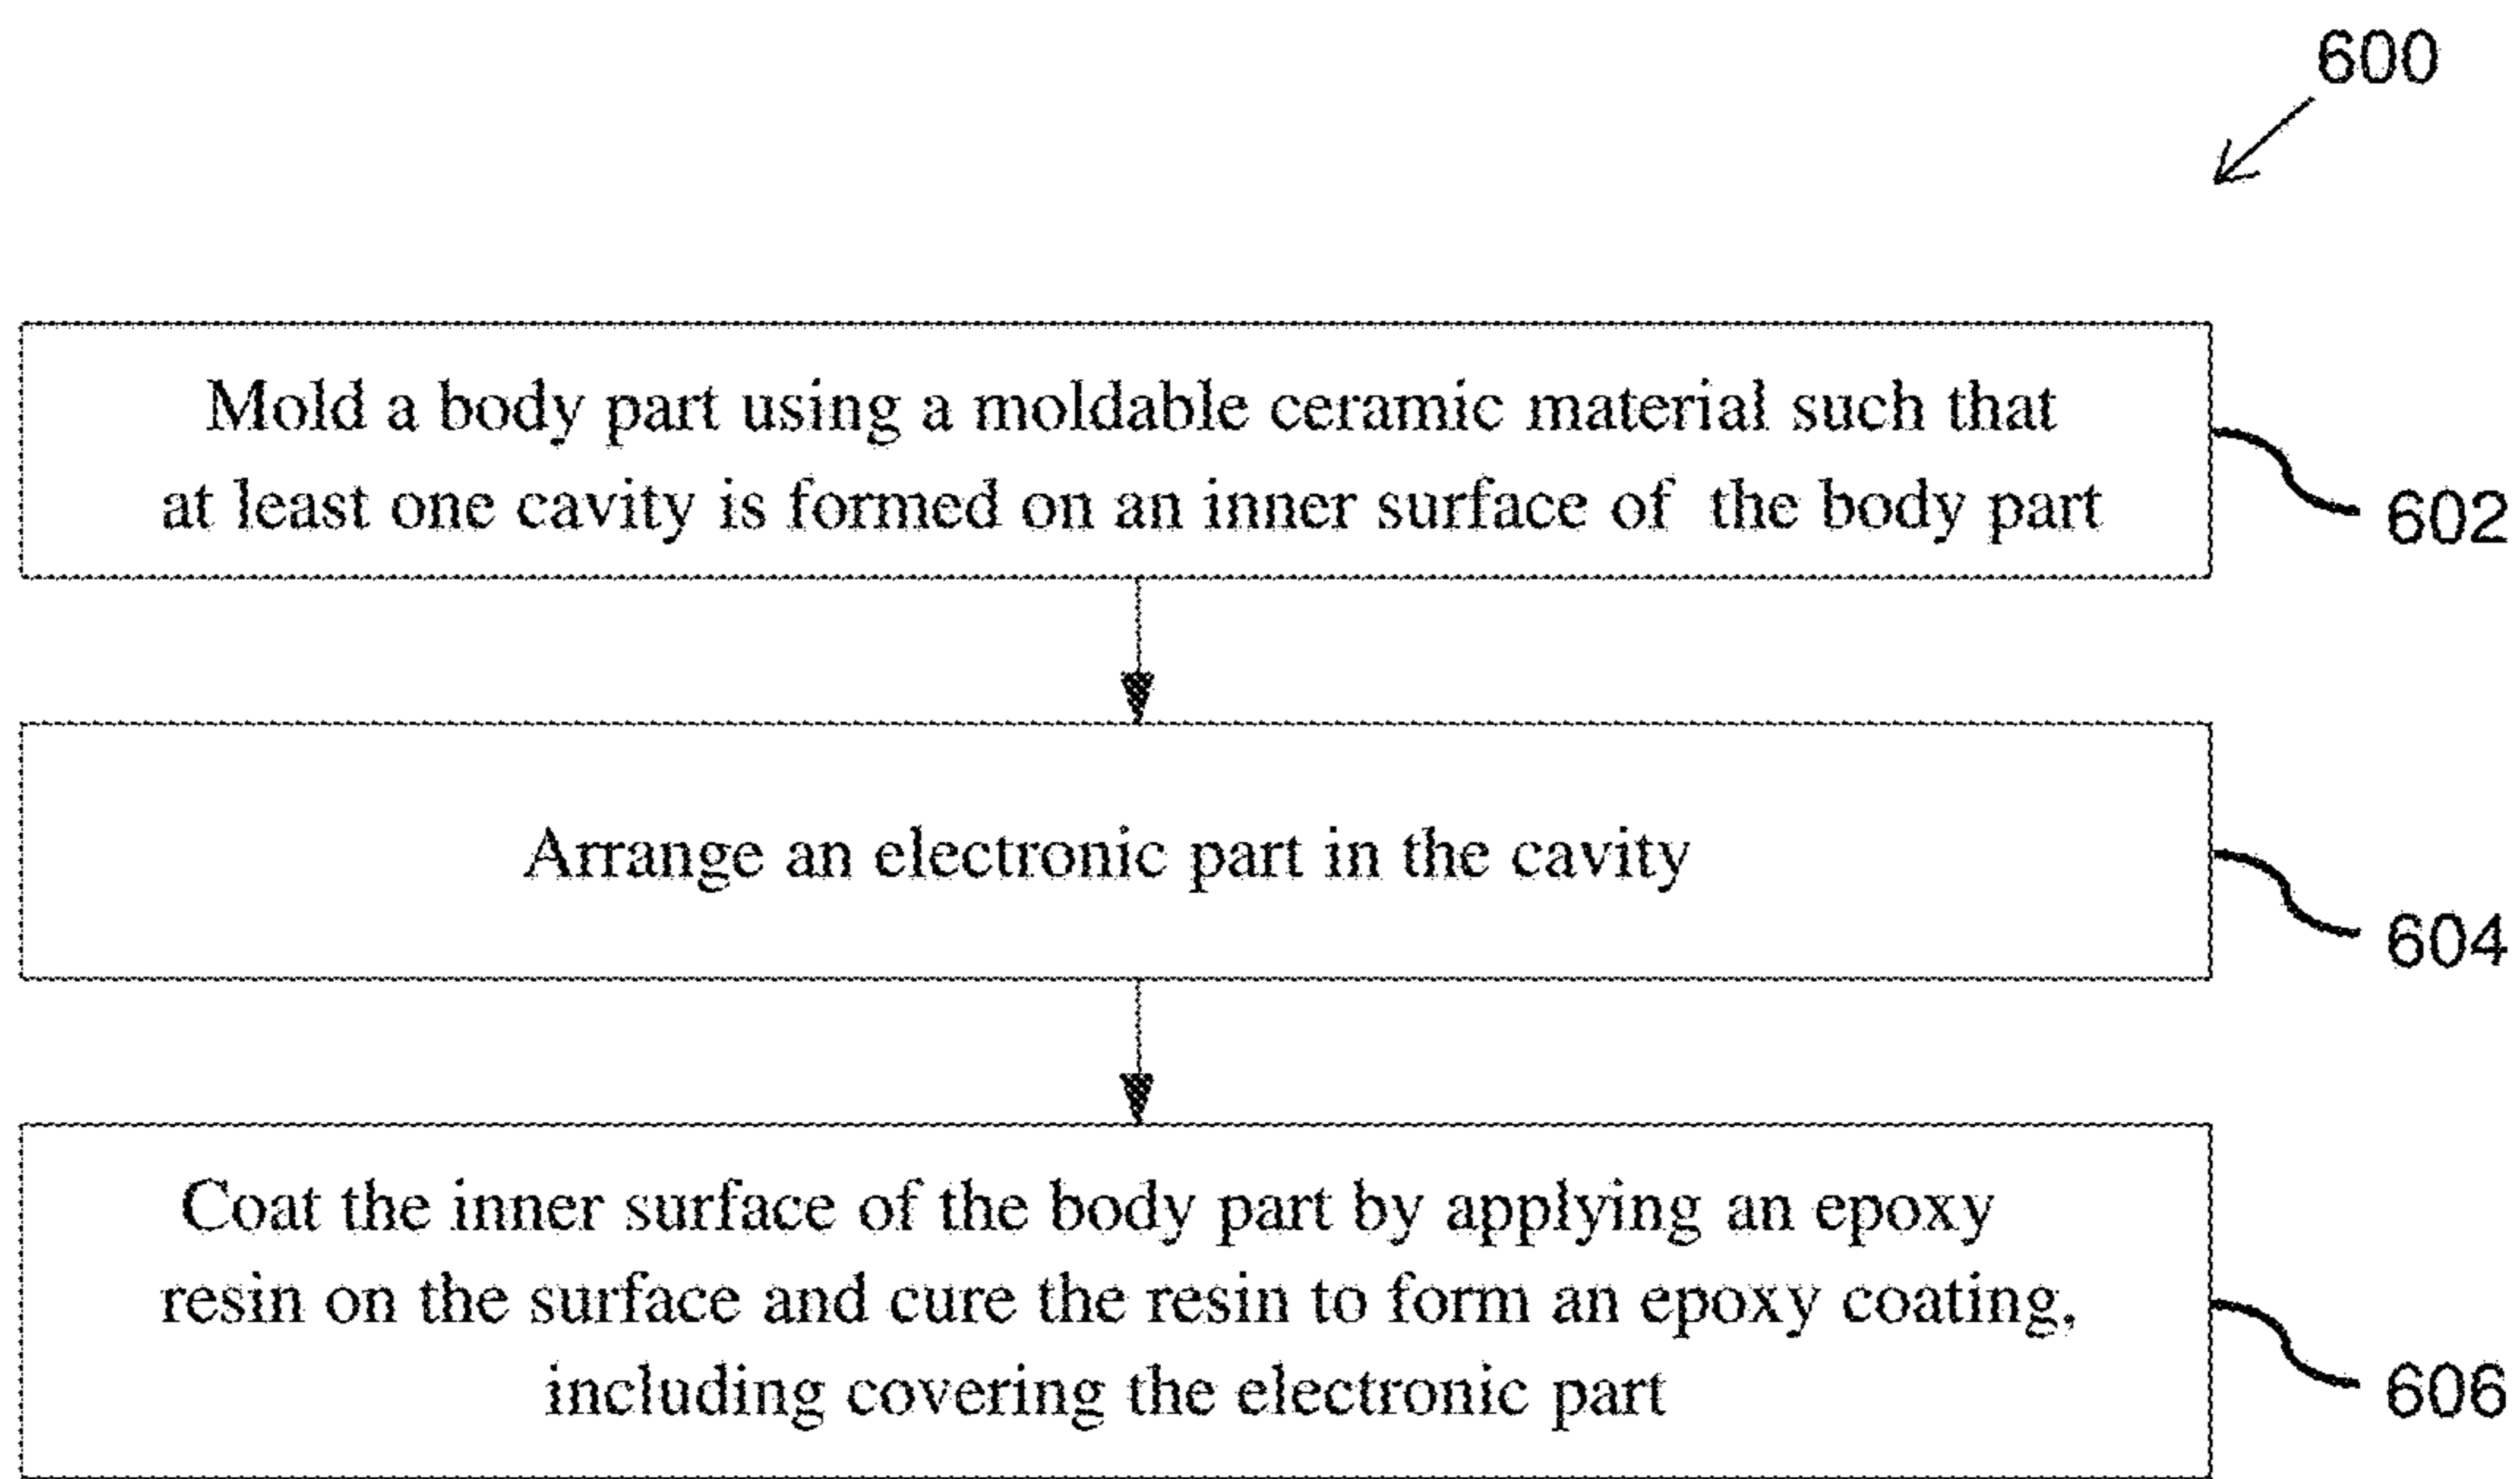 600
Mold a body part using a moldable ceramic material such that
at least one cavity is formed on an inner surface of the body part
602
Arrange an electronic part in the cavity
604
Coat the inner surface of the body part by applying an epoxy
resin on the surface and cure the resin to form an epoxy coating,
including covering the electronic part
606